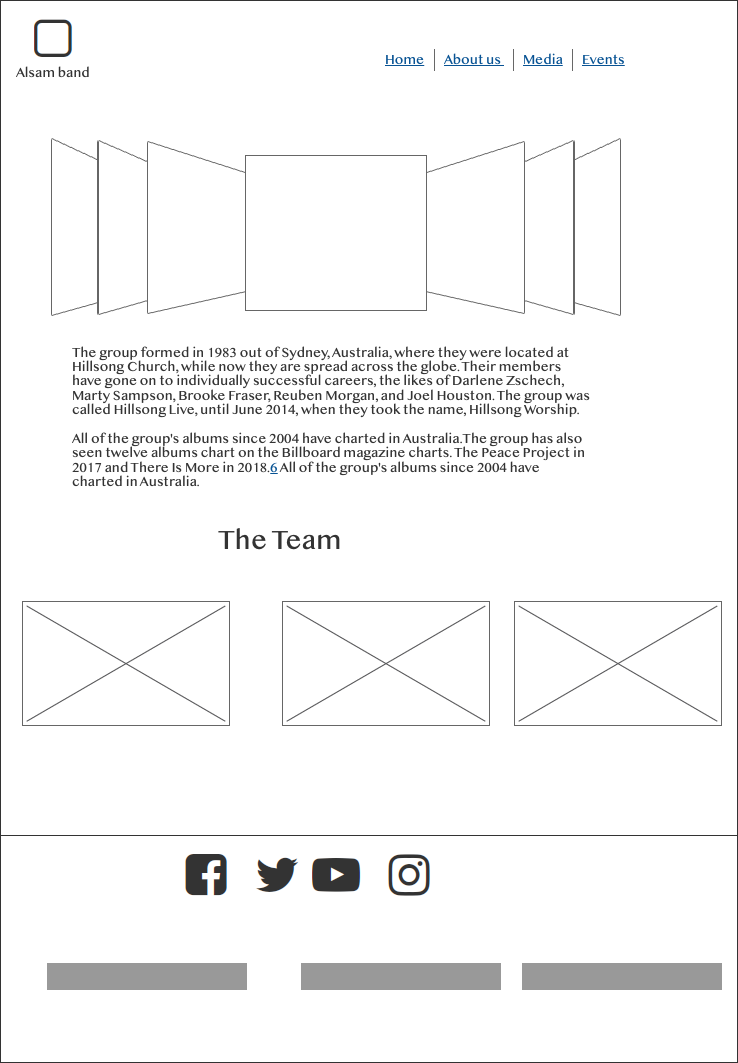 Alsam band
Home
About us
Media
Events
The group formed in 1983 out of Sydney, Australia, where they were located at
Hillsong Church, while now they are spread across the globe. Their members
have gone on to individually successful careers, the likes of Darlene Zschech,
Marty Sampson, Brooke Fraser, Reuben Morgan, and Joel Houston. The group was
called Hillsong Live, until June 2014, when they took the name, Hillsong Worship.
All of the group's albums since 2004 have charted in Australia.The group has also
seen twelve albums chart on the Billboard magazine charts. The Peace Project in
2017 and There Is More in 2018.6 All of the group's albums since 2004 have
charted in Australia.
The Team